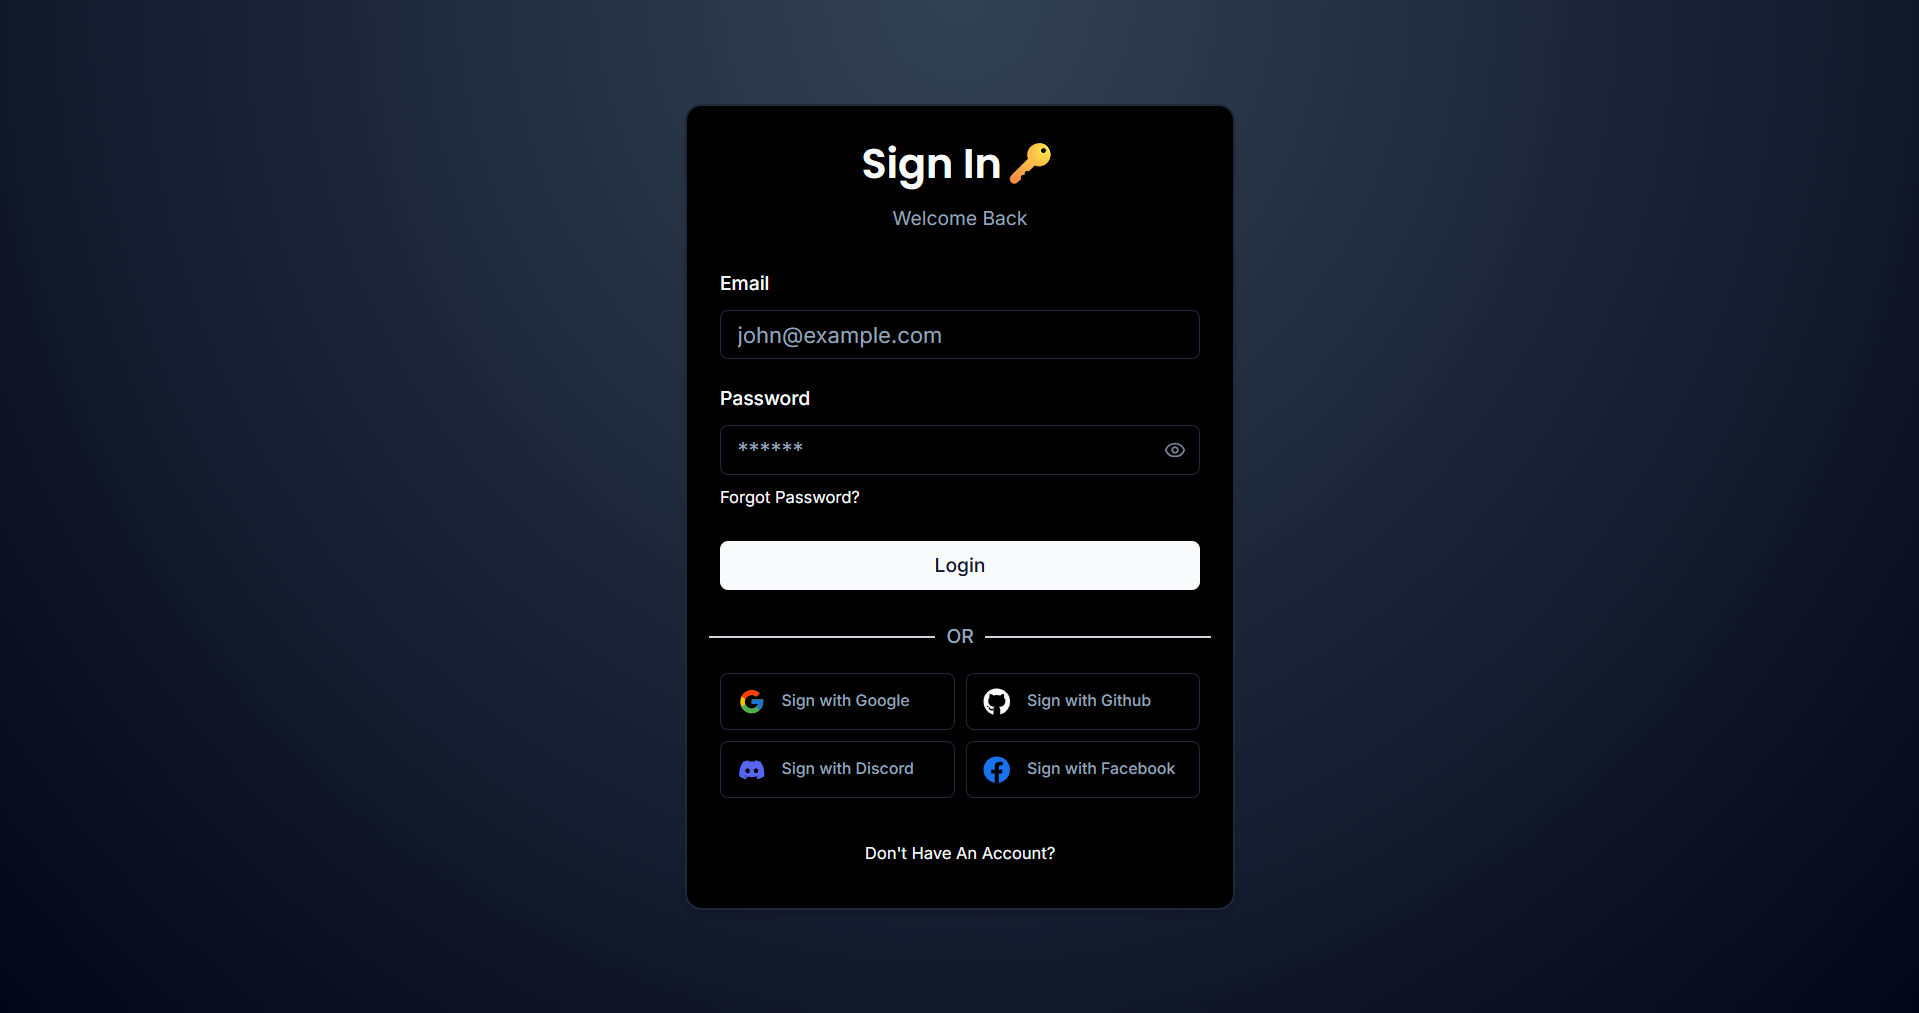 Sign In 🔑
Welcome Back
Email
john@example.com
Password
******
Forgot Password?
Login
OR
Sign with Google
Sign with Github
Sign with Discord
Sign with Facebook
Don't Have An Account?